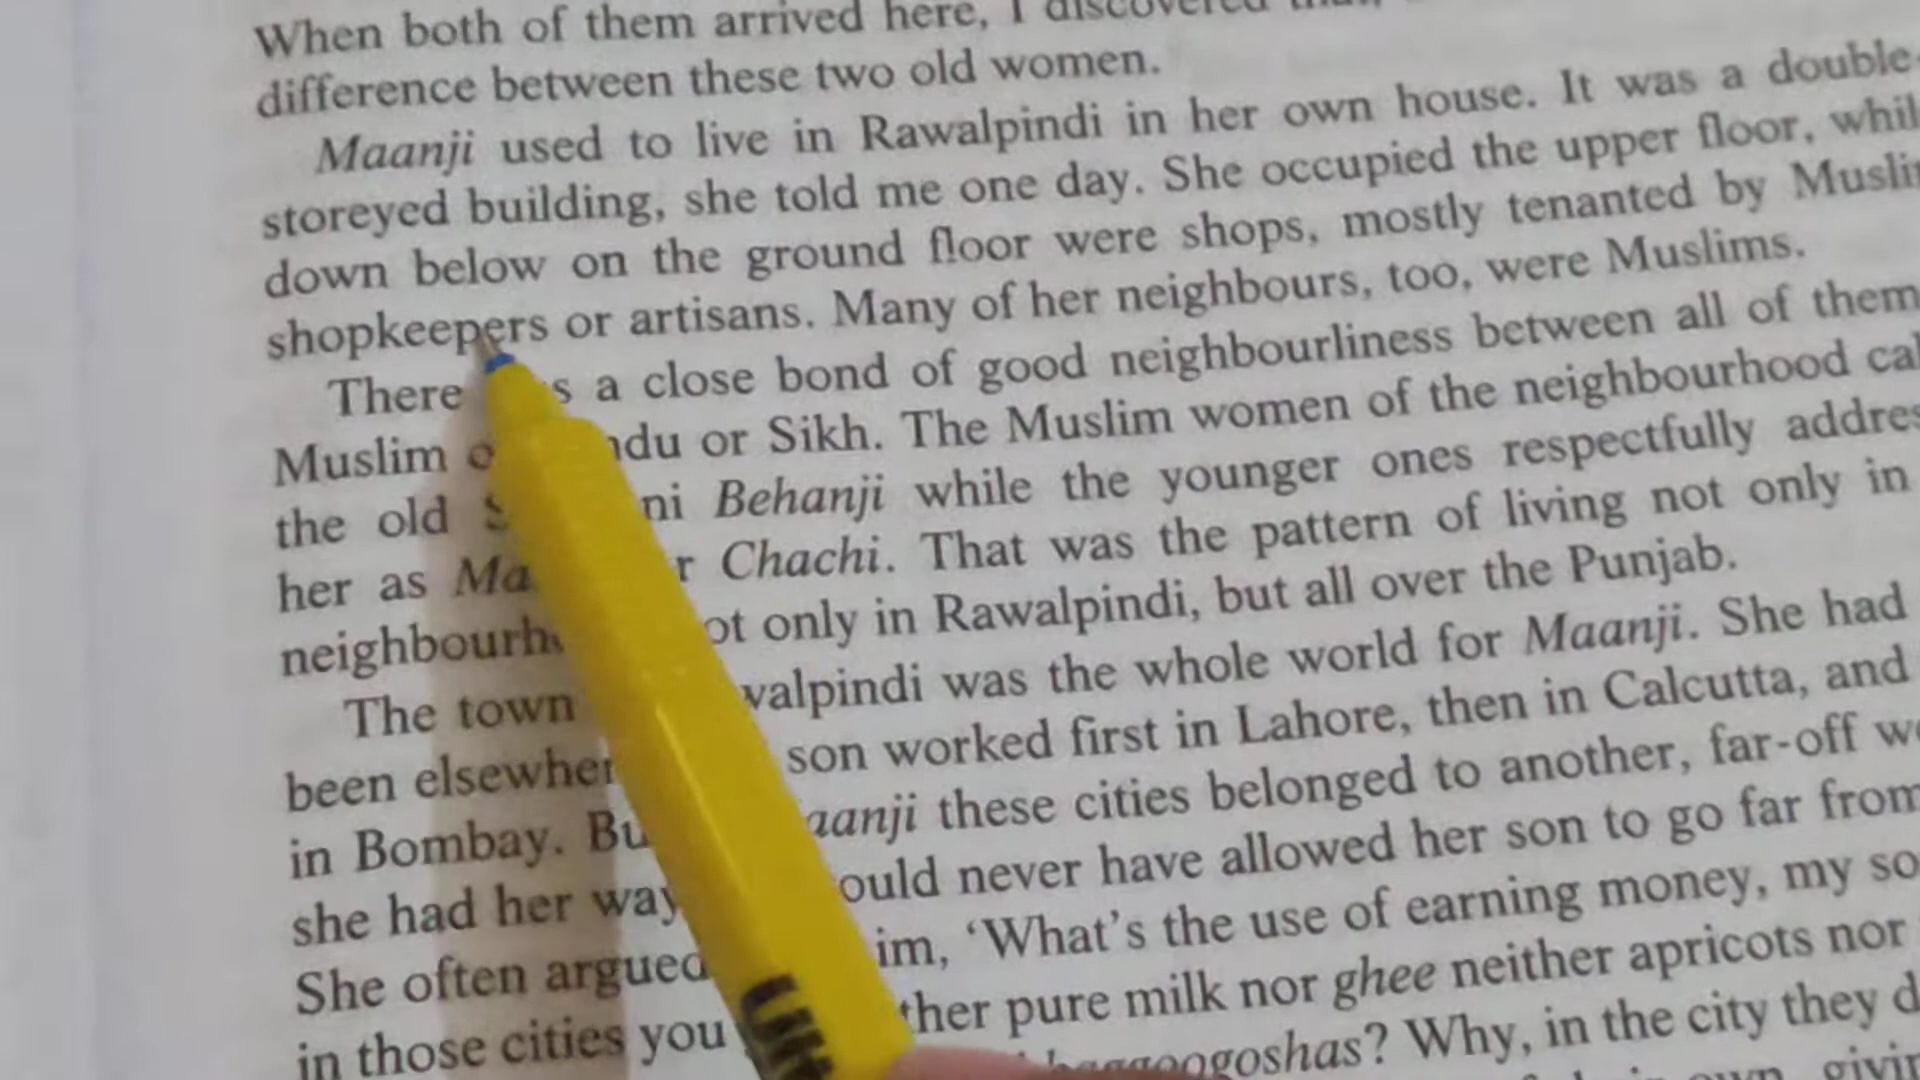 When both of them arrived here, I discovered
difference between these two old women.
Maanji used to live in Rawalpindi in her own house. It was a double-
storeyed building, she told me one day. She occupied the upper floor, whil
down below on the ground floor were shops, mostly tenanted by Musli
shopkeepers or artisans. Many of her neighbours, too, were Muslims.
There s a close bond of good neighbourliness between all of them
Muslim o ndu or Sikh. The Muslim women of the neighbourhood cal
the old S ni Behanji while the younger ones respectfully addres
her as Ma r Chachi. That was the pattern of living not only in
neighbourh ot only in Rawalpindi, but all over the Punjab.
The town walpindi was the whole world for Maanji. She had
been elsewher son worked first in Lahore, then in Calcutta, and
in Bombay. Bu aanji these cities belonged to another, far-off w
she had her way ould never have allowed her son to go far from
She often argued im, ‘What’s the use of earning money, my so
in those cities you ther pure milk nor ghee neither apricots nor
? Why, in the city they d
givin